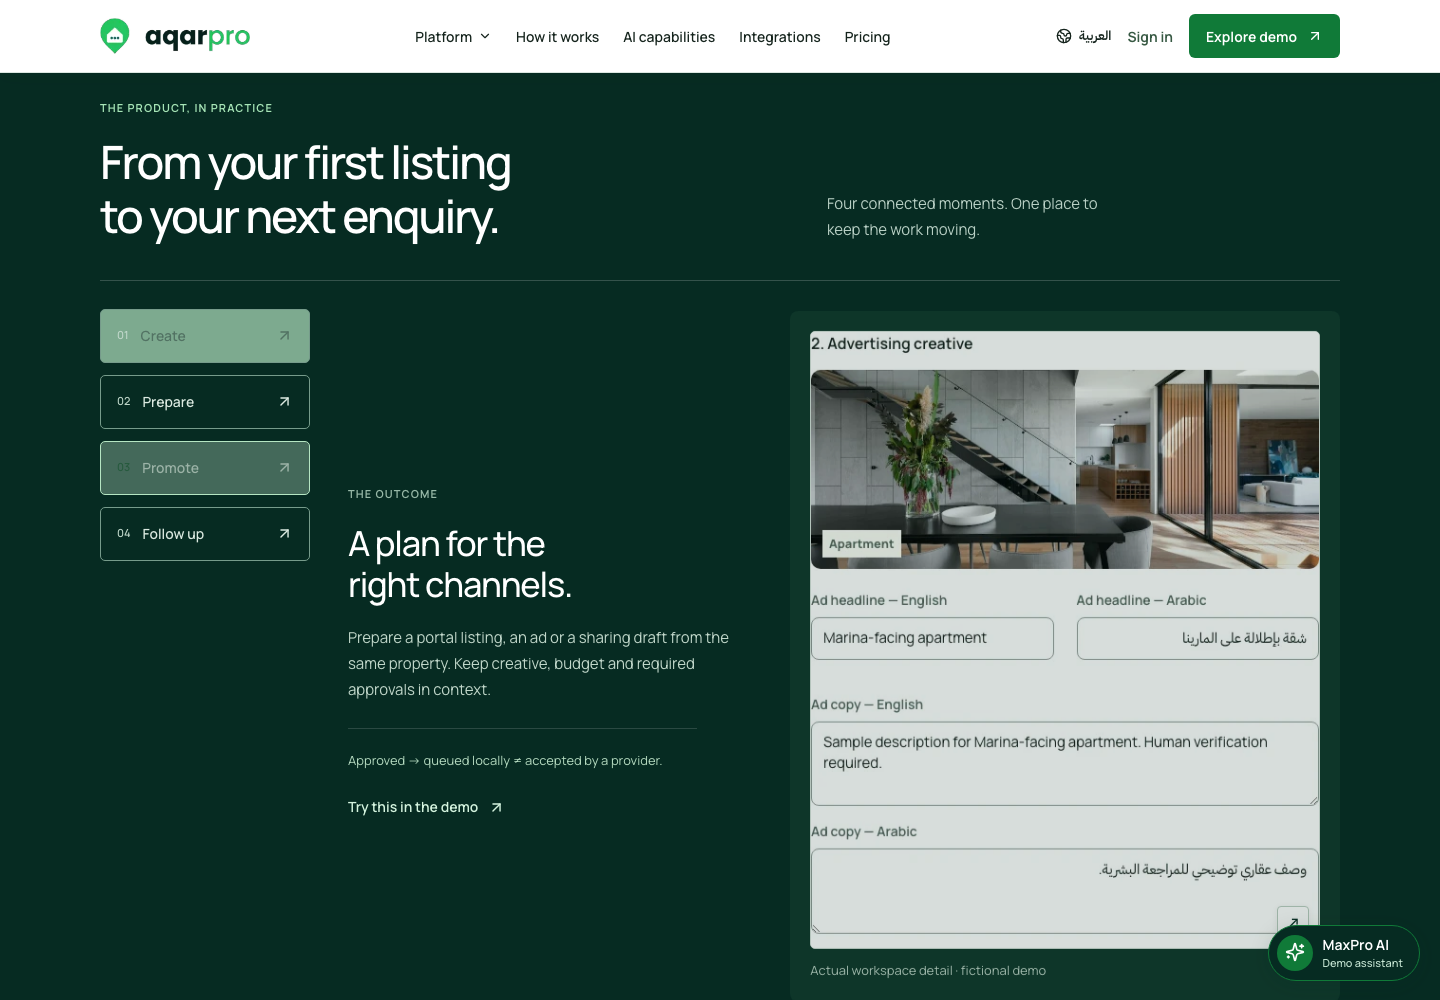 aqarpro
Platform
How it works
AI capabilities
Integrations
Pricing
العربية
Sign in
Explore demo
THE PRODUCT, IN PRACTICE
From your first listing
to your next enquiry.
Four connected moments. One place to
keep the work moving.
01 Create
02 Prepare
03 Promote
04 Follow up
THE OUTCOME
A plan for the
right channels.
Prepare a portal listing, an ad or a sharing draft from the
same property. Keep creative, budget and required
approvals in context.
Approved → queued locally ≠ accepted by a provider.
Try this in the demo
2. Advertising creative
Apartment
Ad headline — English
Ad headline — Arabic
Marina-facing apartment
شقة بإطلالة على المارينا
Ad copy — English
Sample description for Marina-facing apartment. Human verification
required.
Ad copy — Arabic
وصف عقاري توضيحي للمراجعة البشرية.
Actual workspace detail · fictional demo
MaxPro AI
Demo assistant